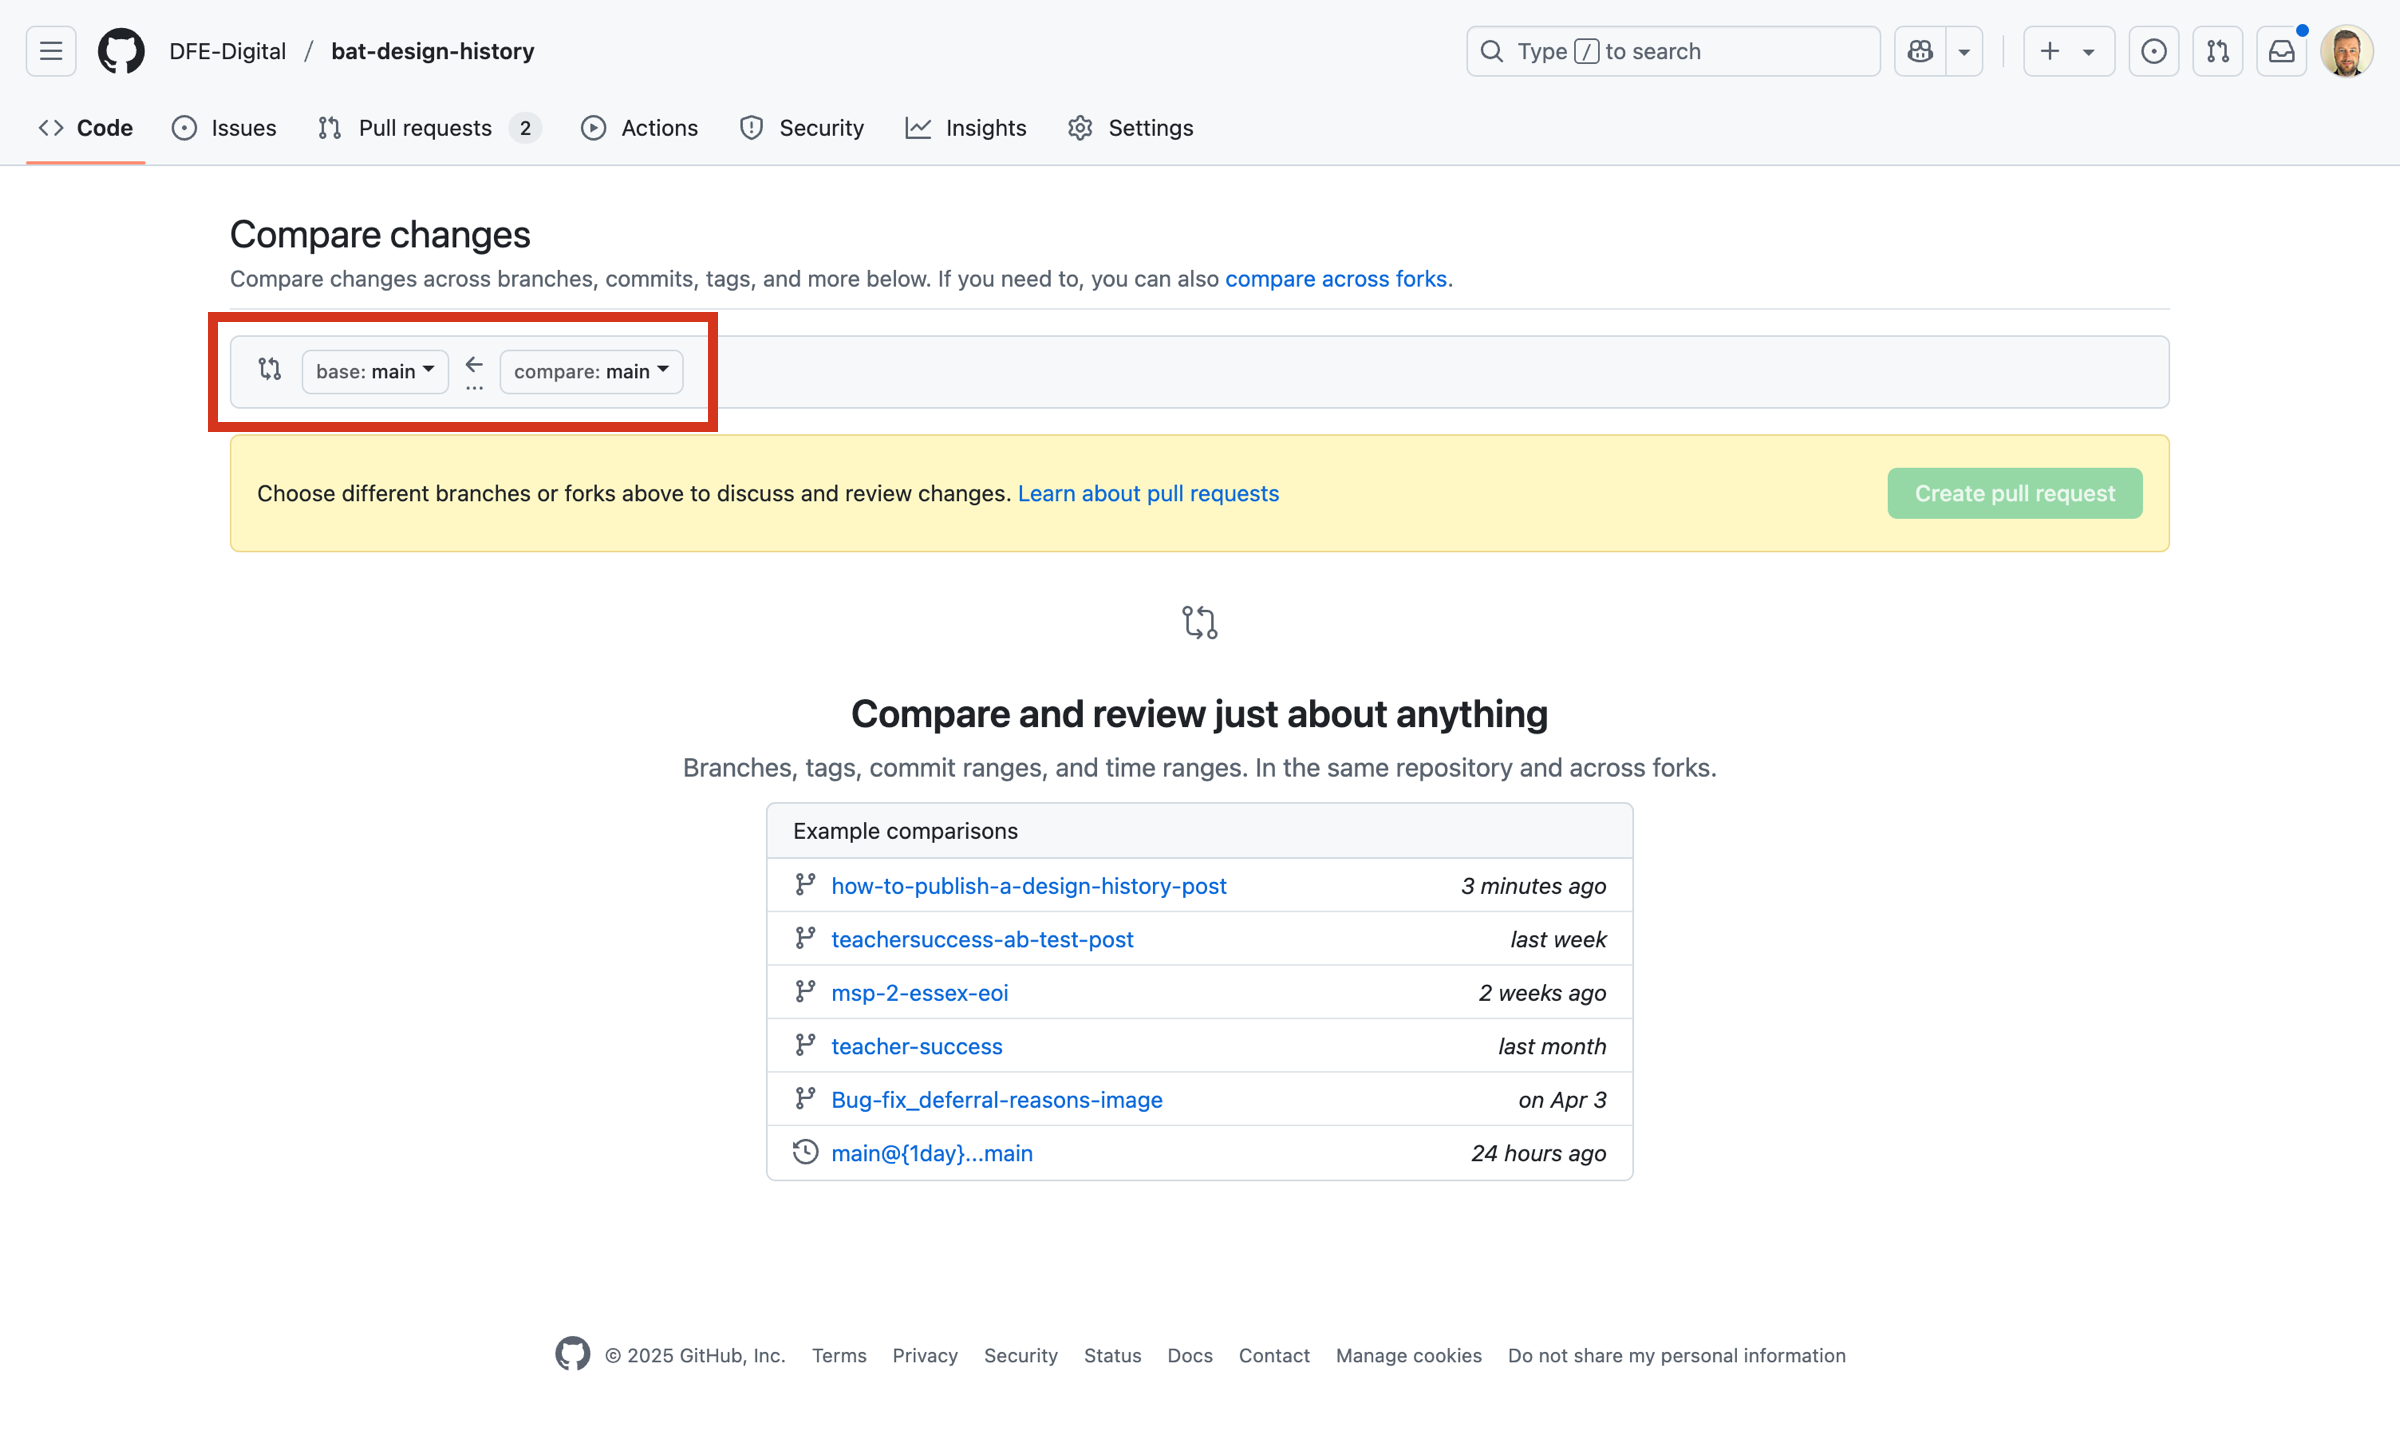 DFE-Digital / bat-design-history
Type / to search
Code
Issues
Pull requests 2
Actions
Security
Insights
Settings
Compare changes
Compare changes across branches, commits, tags, and more below. If you need to, you can also compare across forks.
base: main
...
compare: main
Choose different branches or forks above to discuss and review changes. Learn about pull requests
Create pull request
Compare and review just about anything
Branches, tags, commit ranges, and time ranges. In the same repository and across forks.
Example comparisons
how-to-publish-a-design-history-post 3 minutes ago
teachersuccess-ab-test-post last week
msp-2-essex-eoi 2 weeks ago
teacher-success last month
Bug-fix_deferral-reasons-image on Apr 3
main@{1day}...main 24 hours ago
© 2025 GitHub, Inc. Terms Privacy Security Status Docs Contact Manage cookies Do not share my personal information